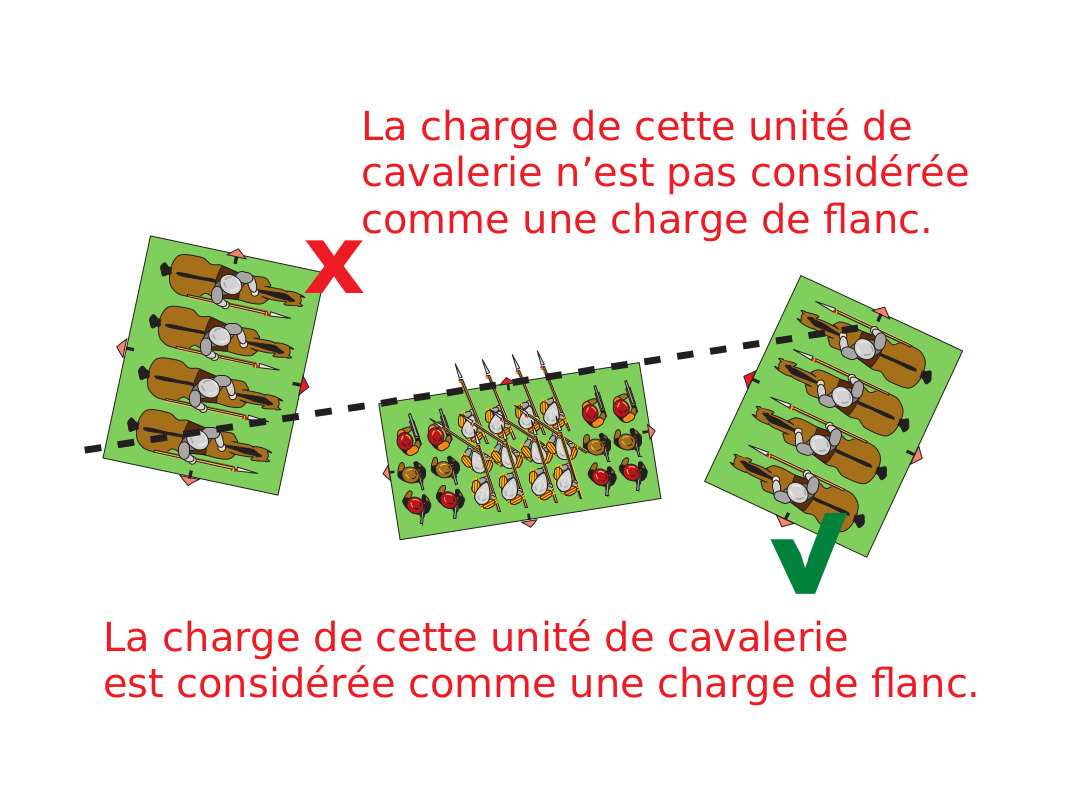 La charge de cette unité de
cavalerie n’est pas considérée
comme une charge de flanc.
La charge de cette unité de cavalerie
est considérée comme une charge de flanc.